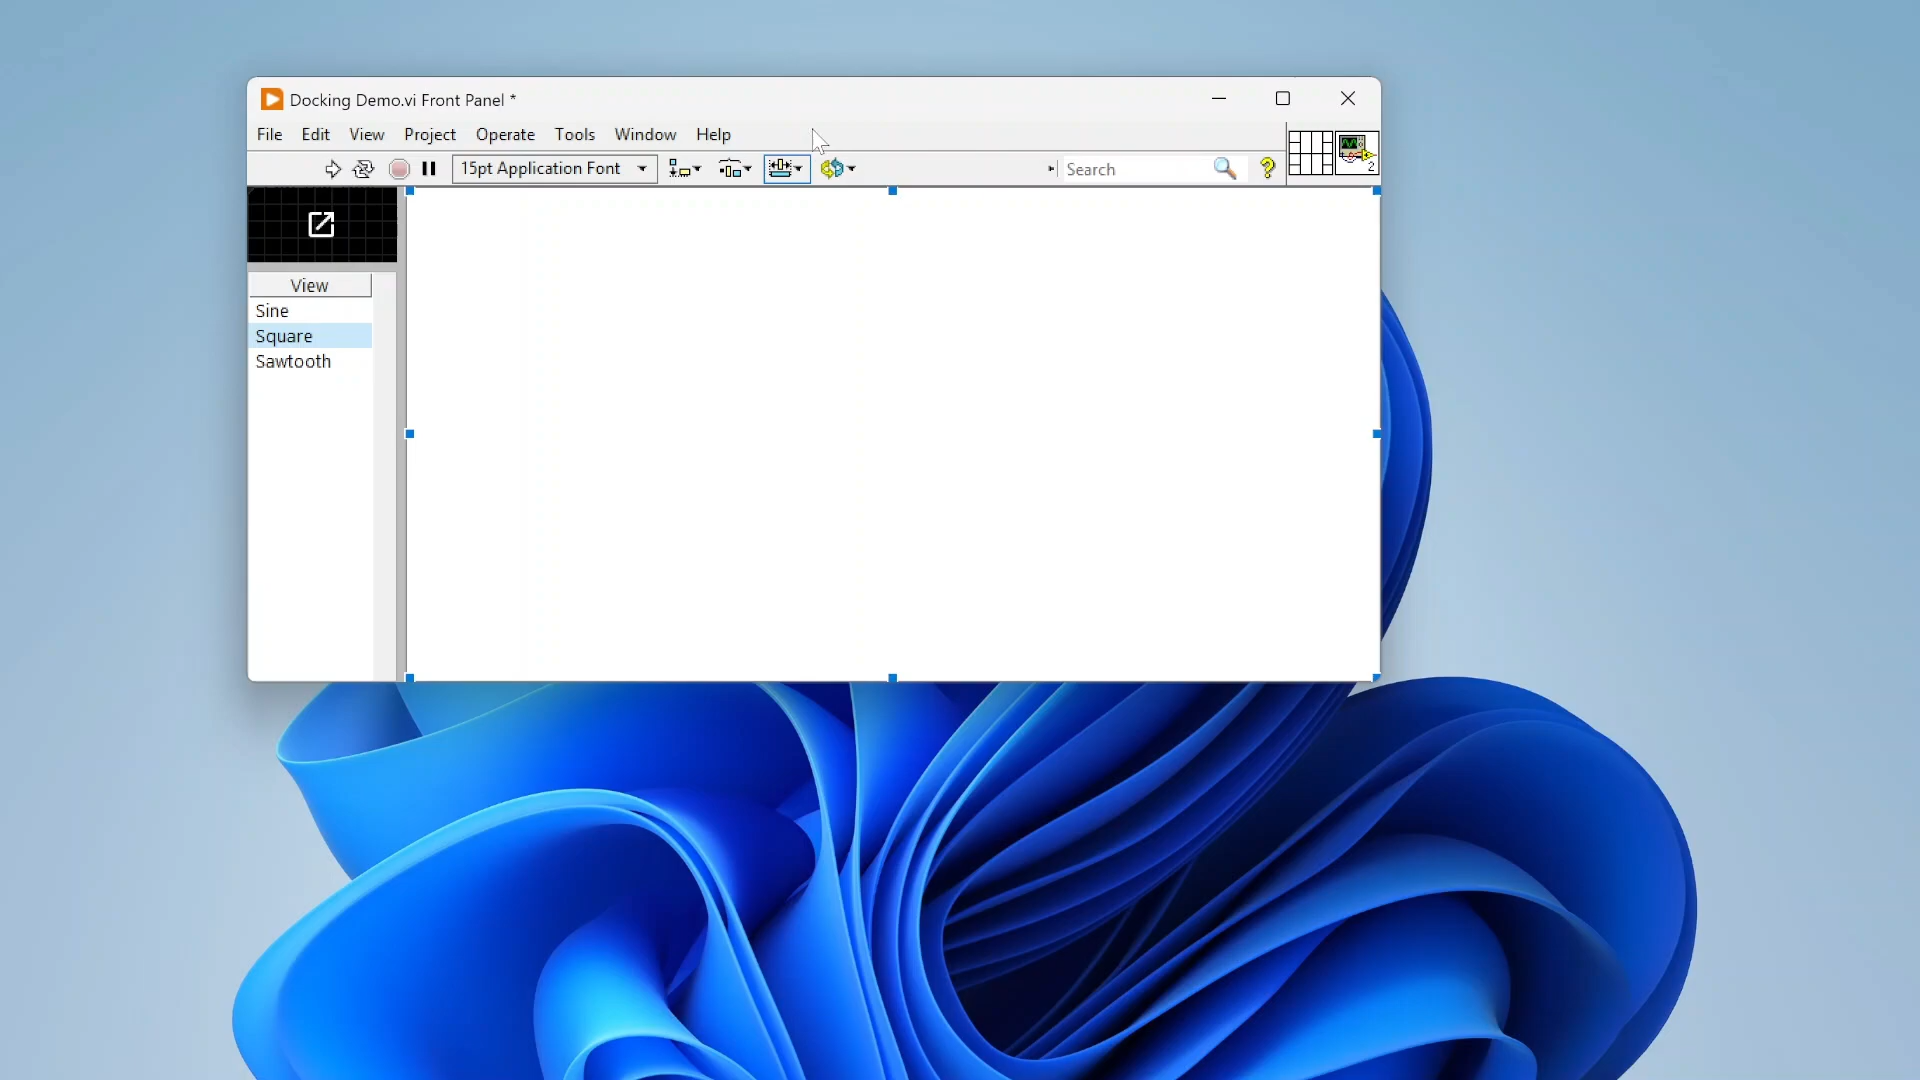 Docking Demo.vi Front Panel *
File Edit View Project Operate Tools Window Help
15pt Application Font Search ? 2
View
Sine
Square
Sawtooth